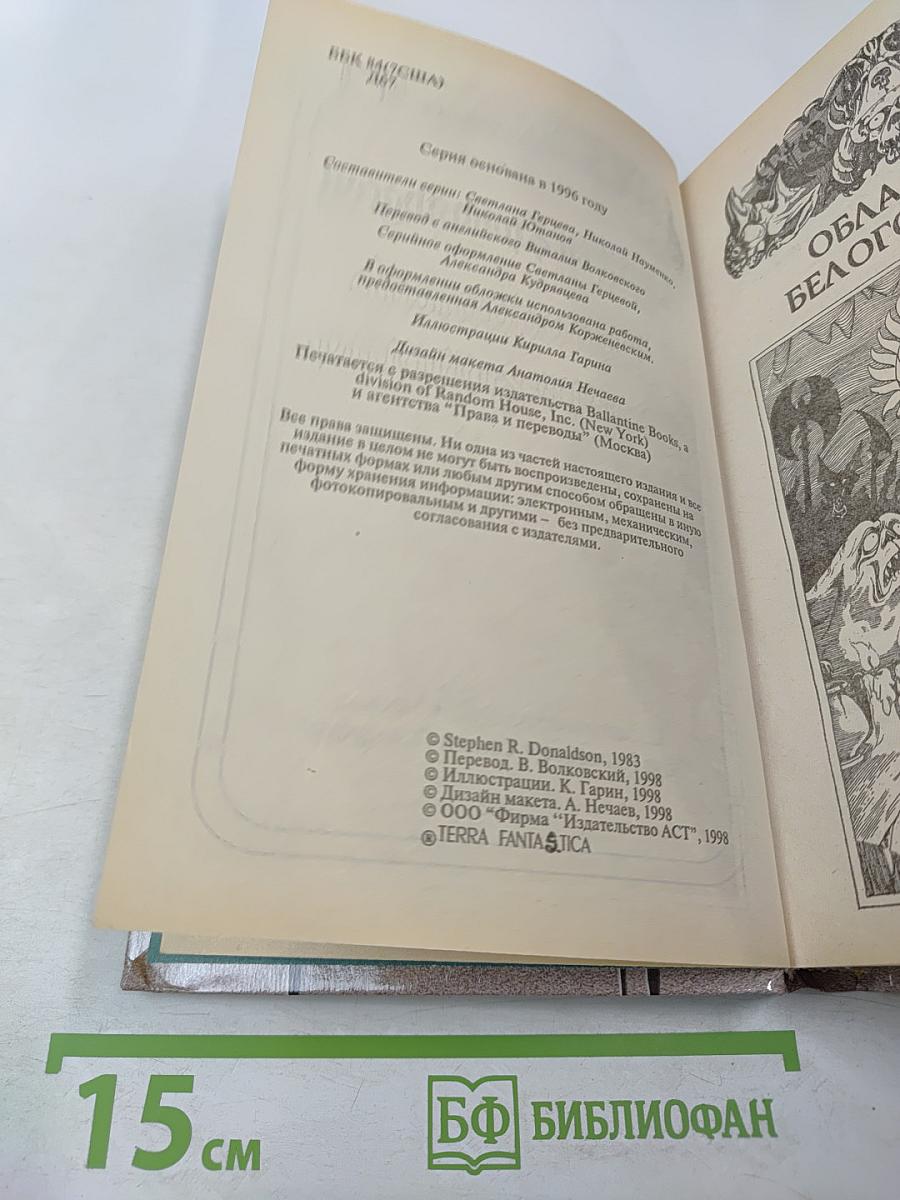 ББК 84(7США)
Д67
Серия основана в 1996 году
Составители серии: Светлана Герцева, Николай Науменко,
Николай Ютанов
Перевод с английского Виталия Волковского
Серийное оформление Светланы Герцевой,
Александра Кудрявцева
В оформлении обложки использована работа,
предоставленная Александром Корженевским.
Иллюстрации Кирилла Гарина
Дизайн макета Анатолия Нечаева
Печатается с разрешения издательства Ballantine Books, a
division of Random House, Inc. (New York)
и агентства “Права и переводы” (Москва)
Все права защищены. Ни одна из частей настоящего издания и все
издание в целом не могут быть воспроизведены, сохранены на
печатных формах или любым другим способом обращены в иную
форму хранения информации: электронным, механическим,
фотокопировальным и другими – без предварительного
согласования с издателями.
© Stephen R. Donaldson, 1983
© Перевод. В. Волковский, 1998
© Иллюстрации. К. Гарин, 1998
© Дизайн макета. А. Нечаев, 1998
© ООО “Фирма “Издательство АСТ”, 1998
® TERRA FANTASTICA
ОБЛА
БЕЛОГО
15 см
БФ БИБЛИОФАН